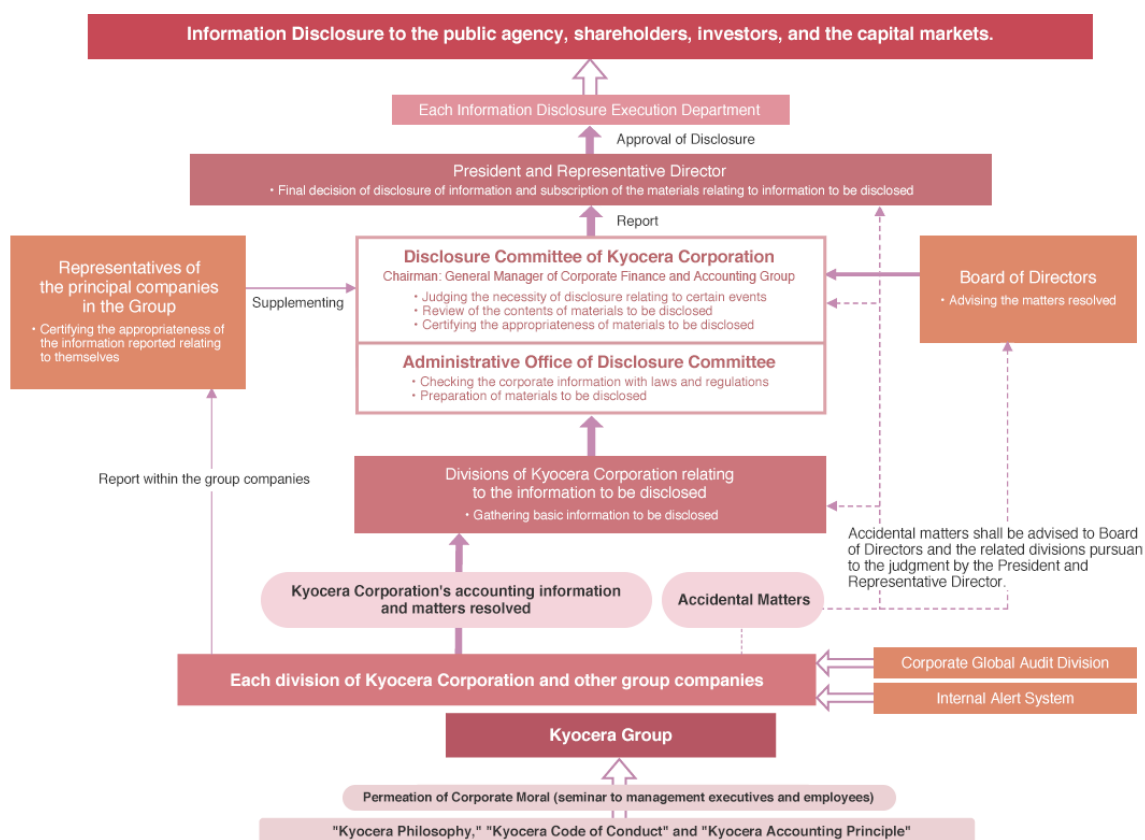 Information Disclosure to the public agency, shareholders, investors, and the capital markets.
Each Information Disclosure Execution Department
Approval of Disclosure
President and Representative Director
• Final decision of disclosure of information and subscription of the materials relating to information to be disclosed
Report
Representatives of
the principal companies
in the Group
• Certifying the appropriateness of
the information reported relating
to themselves
Supplementing
Disclosure Committee of Kyocera Corporation
Chairman: General Manager of Corporate Finance and Accounting Group
• Judging the necessity of disclosure relating to certain events
• Review of the contents of materials to be disclosed
• Certifying the appropriateness of materials to be disclosed
Administrative Office of Disclosure Committee
• Checking the corporate information with laws and regulations
• Preparation of materials to be disclosed
Board of Directors
• Advising the matters resolved
Report within the group companies
Divisions of Kyocera Corporation relating
to the information to be disclosed
• Gathering basic information to be disclosed
Accidental matters shall be advised to Board
of Directors and the related divisions pursuan
to the judgment by the President and
Representative Director.
Kyocera Corporation's accounting information
and matters resolved
Accidental Matters
Each division of Kyocera Corporation and other group companies
Corporate Global Audit Division
Internal Alert System
Kyocera Group
Permeation of Corporate Moral (seminar to management executives and employees)
"Kyocera Philosophy," "Kyocera Code of Conduct" and "Kyocera Accounting Principle"